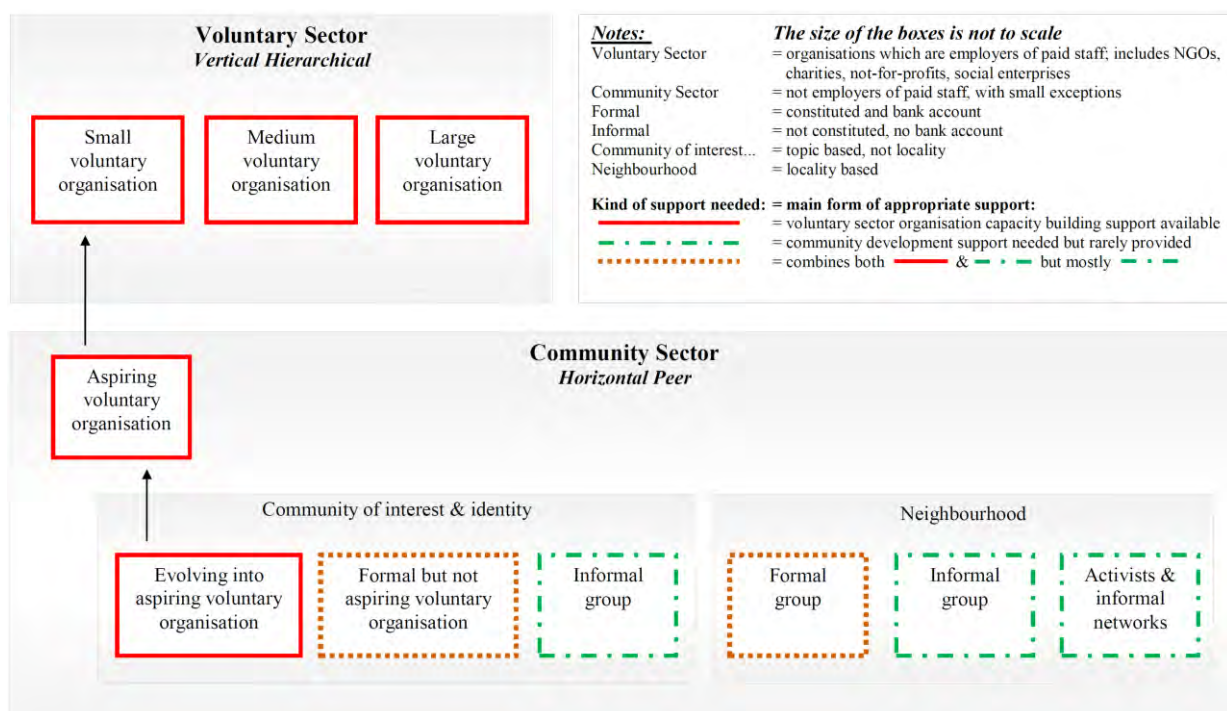 Voluntary Sector
Vertical Hierarchical
Small
voluntary
organisation
Medium
voluntary
organisation
Large
voluntary
organisation
Notes: The size of the boxes is not to scale
Voluntary Sector = organisations which are employers of paid staff; includes NGOs,
charities, not-for-profits, social enterprises
Community Sector = not employers of paid staff, with small exceptions
Formal = constituted and bank account
Informal = not constituted, no bank account
Community of interest... = topic based, not locality
Neighbourhood = locality based
Kind of support needed: = main form of appropriate support:
= voluntary sector organisation capacity building support available
= community development support needed but rarely provided
= combines both & but mostly
Community Sector
Horizontal Peer
Aspiring
voluntary
organisation
Community of interest & identity
Evolving into
aspiring voluntary
organisation
Formal but not
aspiring voluntary
organisation
Informal
group
Neighbourhood
Formal
group
Informal
group
Activists &
informal
networks